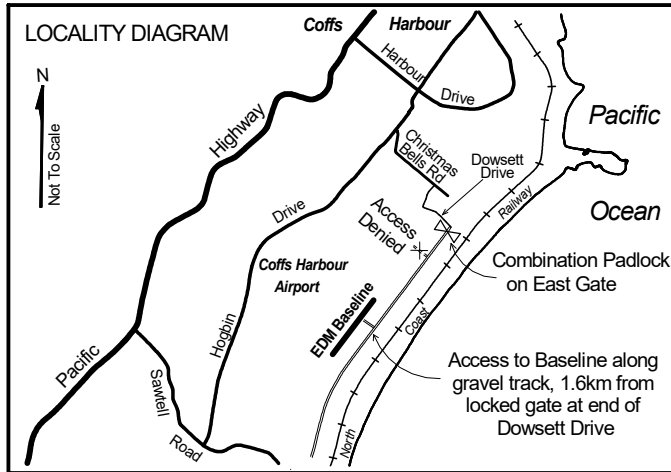 LOCALITY DIAGRAM
Coffs Harbour
N
Not To Scale
Harbour Drive
Pacific Highway
Pacific
Ocean
Christmas
Bells Rd
Dowsett
Drive
Access
Denied
Railway
Hogbin Drive
Coffs Harbour
Airport
Combination Padlock
on East Gate
EDM Baseline
North Coast
Access to Baseline along
gravel track, 1.6km from
locked gate at end of
Dowsett Drive
Sawtell
Road